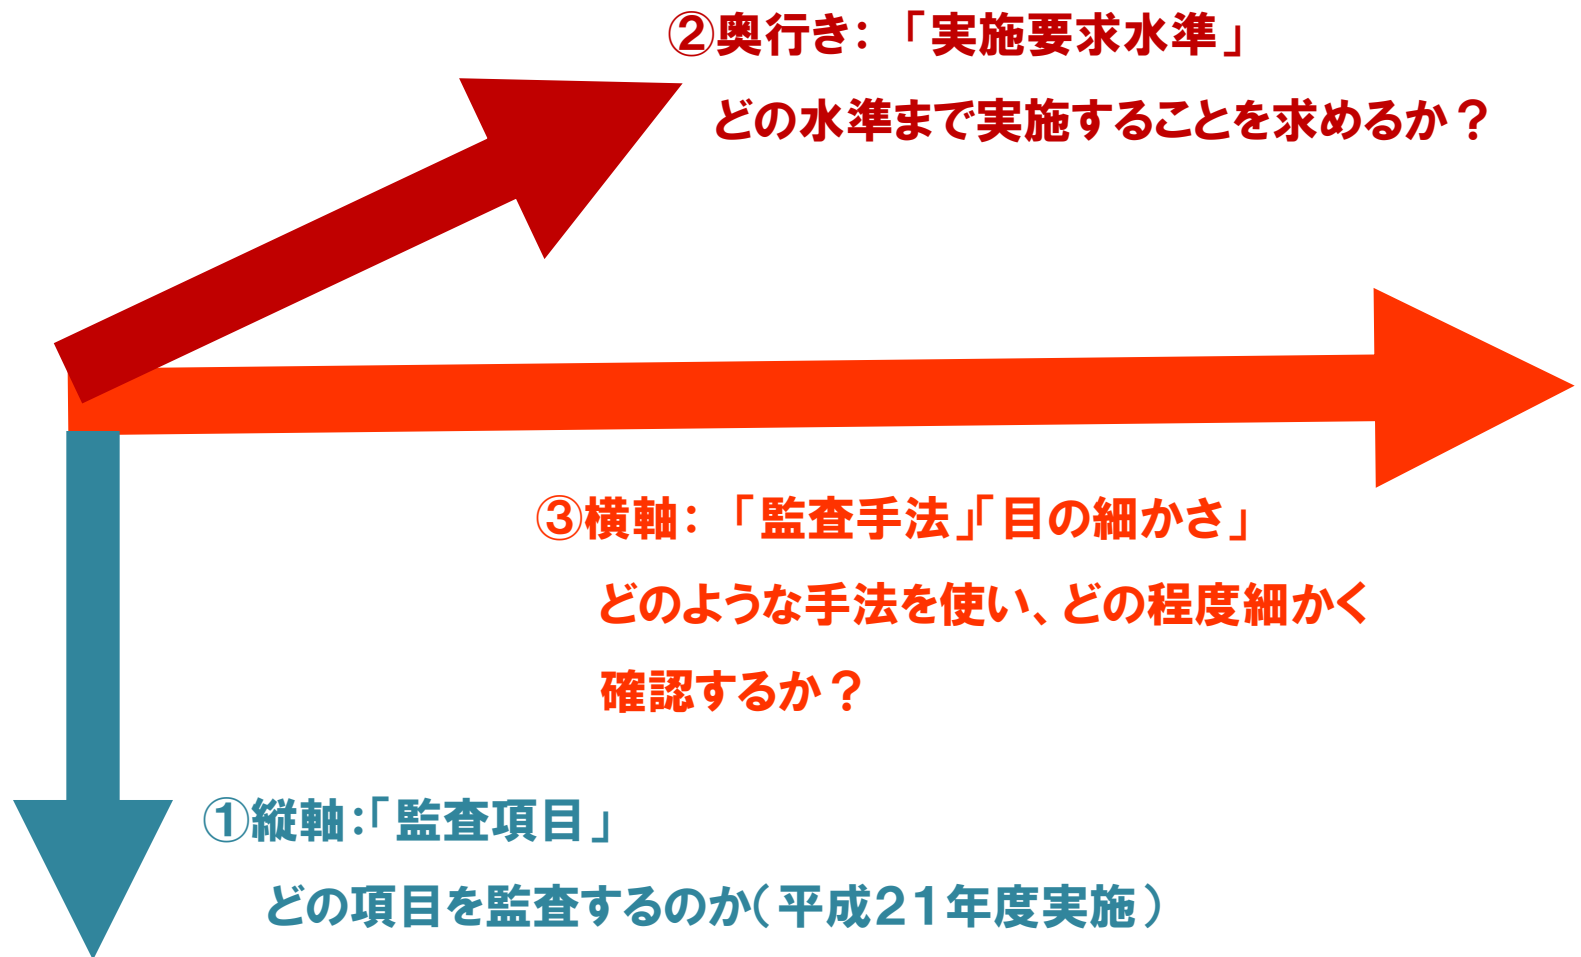 ②奥行き：「実施要求水準」
どの水準まで実施することを求めるか？
③横軸：「監査手法」「目の細かさ」
どのような手法を使い、どの程度細かく
確認するか？
①縦軸：「監査項目」
どの項目を監査するのか（平成２１年度実施）